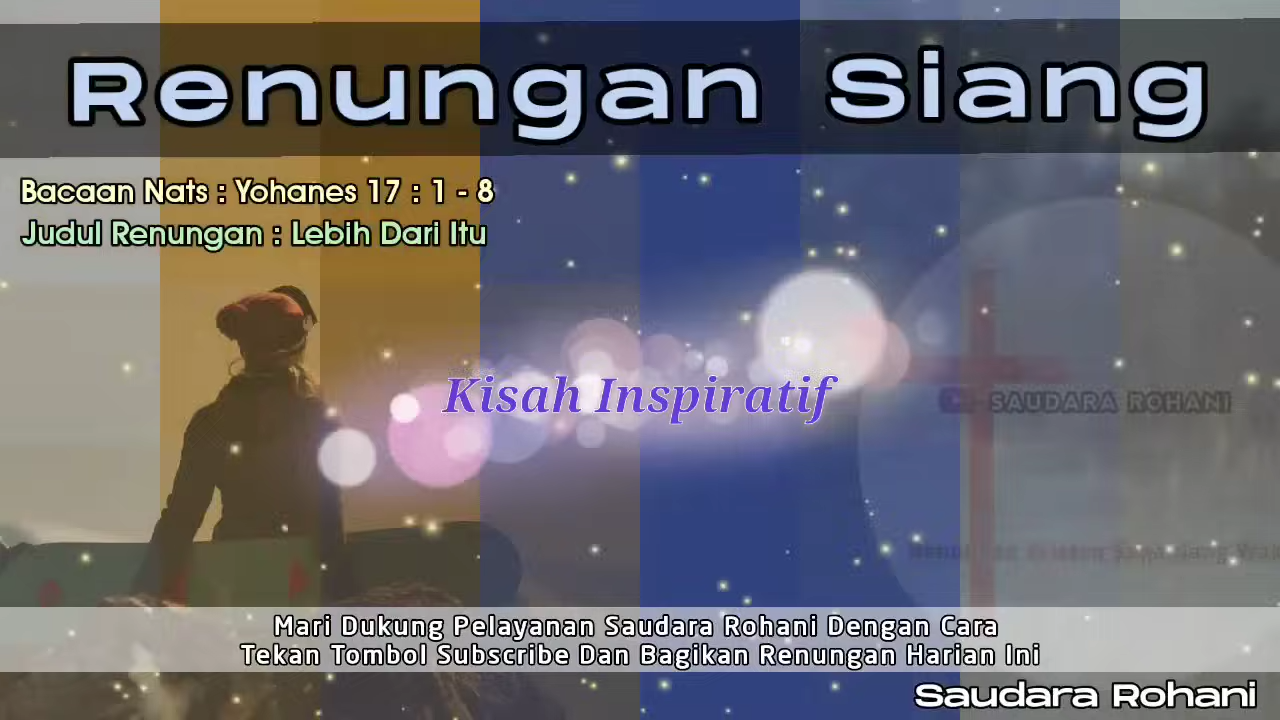 Renungan Siang
Bacaan Nats : Yohanes 17 : 1 - 8
Judul Renungan : Lebih Dari Itu
Kisah Inspiratif
SAUDARA ROHANI
Mari Dukung Pelayanan Saudara Rohani Dengan Cara
Tekan Tombol Subscribe Dan Bagikan Renungan Harian Ini
Saudara Rohani